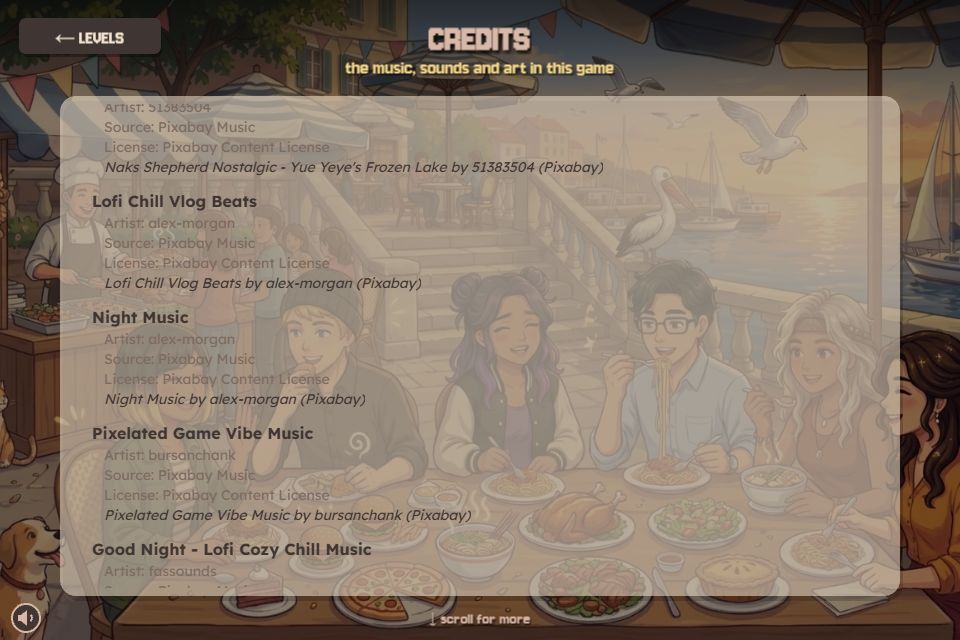 ← LEVELS
CREDITS
the music, sounds and art in this game
Artist: 51383504
Source: Pixabay Music
License: Pixabay Content License
Naks Shepherd Nostalgic - Yue Yeye's Frozen Lake by 51383504 (Pixabay)
Lofi Chill Vlog Beats
Artist: alex-morgan
Source: Pixabay Music
License: Pixabay Content License
Lofi Chill Vlog Beats by alex-morgan (Pixabay)
Night Music
Artist: alex-morgan
Source: Pixabay Music
License: Pixabay Content License
Night Music by alex-morgan (Pixabay)
Pixelated Game Vibe Music
Artist: bursanchank
Source: Pixabay Music
License: Pixabay Content License
Pixelated Game Vibe Music by bursanchank (Pixabay)
Good Night - Lofi Cozy Chill Music
Artist: fassounds
↓ scroll for more